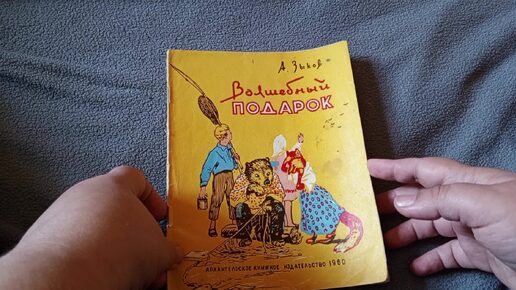 А. Зыков
Волшебный
ПОДАРОК
АРХАНГЕЛЬСКОЕ КНИЖНОЕ ИЗДАТЕЛЬСТВО 1960